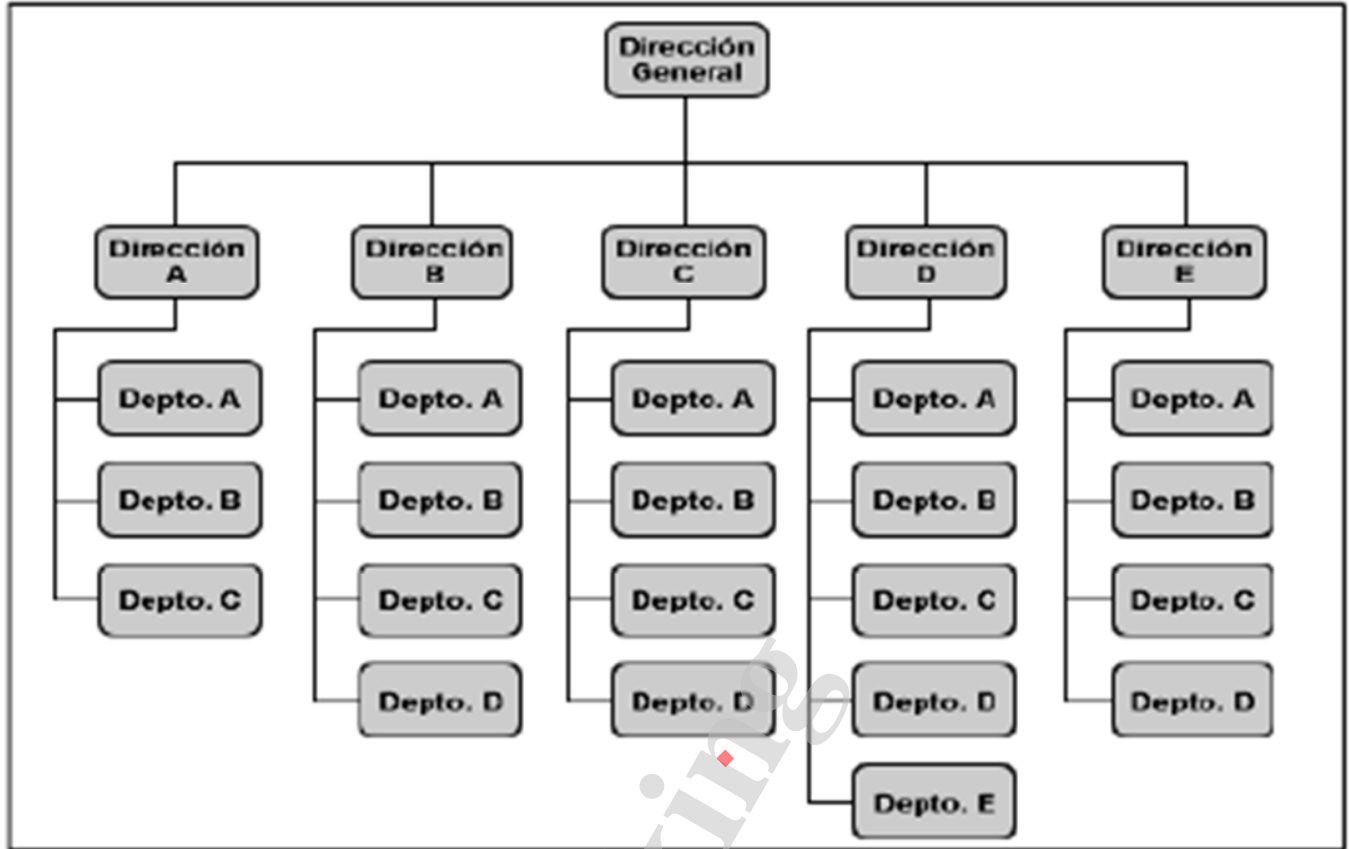 Dirección
General
Dirección
A
Dirección
B
Dirección
C
Dirección
D
Dirección
E
Depto. A
Depto. B
Depto. C
Depto. A
Depto. B
Depto. C
Depto. D
Depto. A
Depto. B
Depto. C
Depto. D
Depto. A
Depto. B
Depto. C
Depto. D
Depto. E
Depto. A
Depto. B
Depto. C
Depto. D